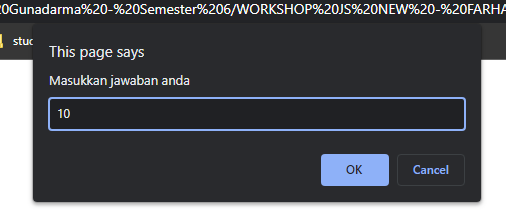 20Gunadarma%20-%20Semester%206/WORKSHOP%20JS%20NEW%20-%20FARHA
stud
This page says
Masukkan jawaban anda
10
OK
Cancel